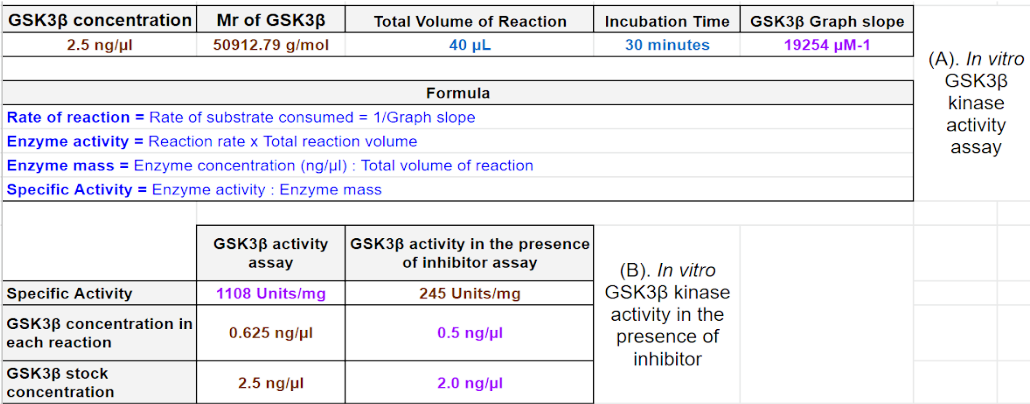 GSK3β concentration Mr of GSK3β Total Volume of Reaction Incubation Time GSK3β Graph slope
2.5 ng/µl 50912.79 g/mol 40 µL 30 minutes 19254 µM-1
(A). In vitro
GSK3β
kinase
activity
assay
Formula
Rate of reaction = Rate of substrate consumed = 1/Graph slope
Enzyme activity = Reaction rate x Total reaction volume
Enzyme mass = Enzyme concentration (ng/µl) : Total volume of reaction
Specific Activity = Enzyme activity : Enzyme mass
GSK3β activity
assay
GSK3β activity in the presence
of inhibitor assay
Specific Activity 1108 Units/mg 245 Units/mg
GSK3β concentration in
each reaction
0.625 ng/µl 0.5 ng/µl
GSK3β stock
concentration
2.5 ng/µl 2.0 ng/µl
(B). In vitro
GSK3β kinase
activity in the
presence of
inhibitor